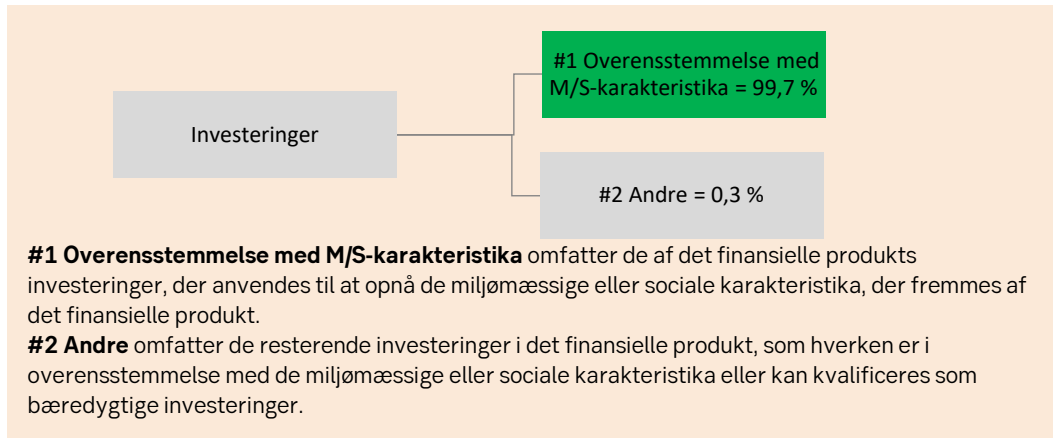 #1 Overensstemmelse med
M/S-karakteristika = 99,7 %
Investeringer
#2 Andre = 0,3 %
#1 Overensstemmelse med M/S-karakteristika omfatter de af det finansielle produkts
investeringer, der anvendes til at opnå de miljømæssige eller sociale karakteristika, der fremmes af
det finansielle produkt.
#2 Andre omfatter de resterende investeringer i det finansielle produkt, som hverken er i
overensstemmelse med de miljømæssige eller sociale karakteristika eller kan kvalificeres som
bæredygtige investeringer.